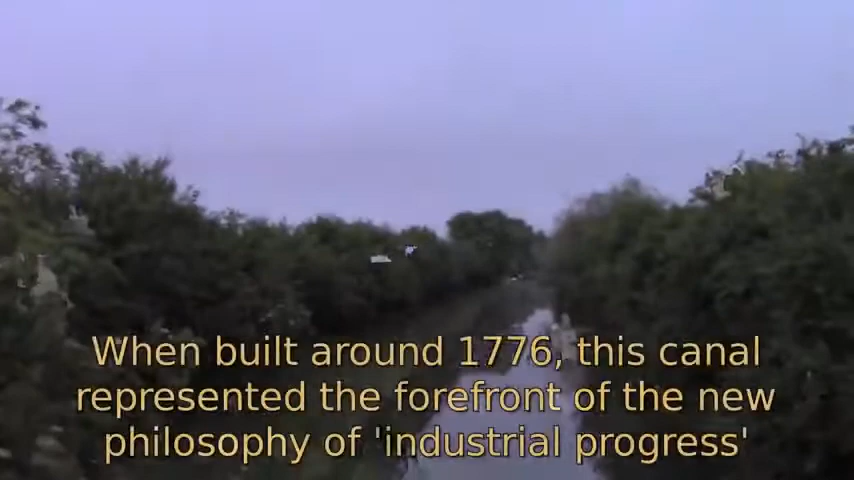 When built around 1776, this canal
represented the forefront of the new
philosophy of 'industrial progress'